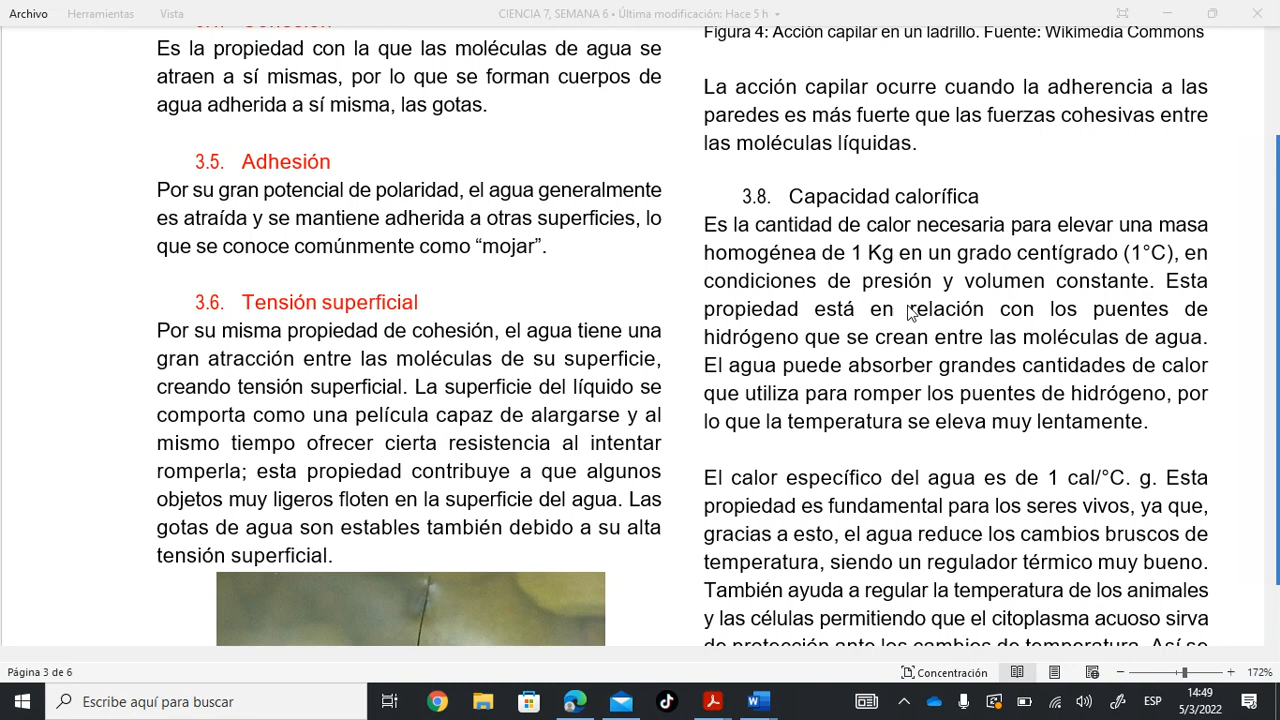 Archivo Herramientas Vista
CIENCIA 7, SEMANA 6 • Última modificación: Hace 5 h
Es la propiedad con la que las moléculas de agua se
atraen a sí mismas, por lo que se forman cuerpos de
agua adherida a sí misma, las gotas.
3.5. Adhesión
Por su gran potencial de polaridad, el agua generalmente
es atraída y se mantiene adherida a otras superficies, lo
que se conoce comúnmente como “mojar”.
3.6. Tensión superficial
Por su misma propiedad de cohesión, el agua tiene una
gran atracción entre las moléculas de su superficie,
creando tensión superficial. La superficie del líquido se
comporta como una película capaz de alargarse y al
mismo tiempo ofrecer cierta resistencia al intentar
romperla; esta propiedad contribuye a que algunos
objetos muy ligeros floten en la superficie del agua. Las
gotas de agua son estables también debido a su alta
tensión superficial.
Figura 4: Acción capilar en un ladrillo. Fuente: Wikimedia Commons
La acción capilar ocurre cuando la adherencia a las
paredes es más fuerte que las fuerzas cohesivas entre
las moléculas líquidas.
3.8. Capacidad calorífica
Es la cantidad de calor necesaria para elevar una masa
homogénea de 1 Kg en un grado centígrado (1°C), en
condiciones de presión y volumen constante. Esta
propiedad está en relación con los puentes de
hidrógeno que se crean entre las moléculas de agua.
El agua puede absorber grandes cantidades de calor
que utiliza para romper los puentes de hidrógeno, por
lo que la temperatura se eleva muy lentamente.
El calor específico del agua es de 1 cal/°C. g. Esta
propiedad es fundamental para los seres vivos, ya que,
gracias a esto, el agua reduce los cambios bruscos de
temperatura, siendo un regulador térmico muy bueno.
También ayuda a regular la temperatura de los animales
y las células permitiendo que el citoplasma acuoso sirva
de protección ante los cambios de temperatura. Así se
Página 3 de 6
Concentración
172%
Escribe aquí para buscar
ESP
14:49
5/3/2022